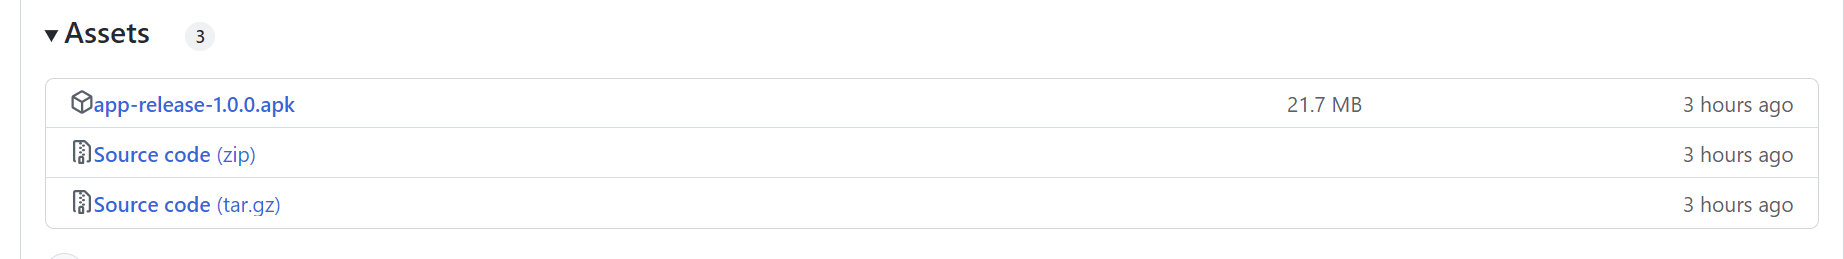 Assets 3
app-release-1.0.0.apk 21.7 MB 3 hours ago
Source code (zip) 3 hours ago
Source code (tar.gz) 3 hours ago